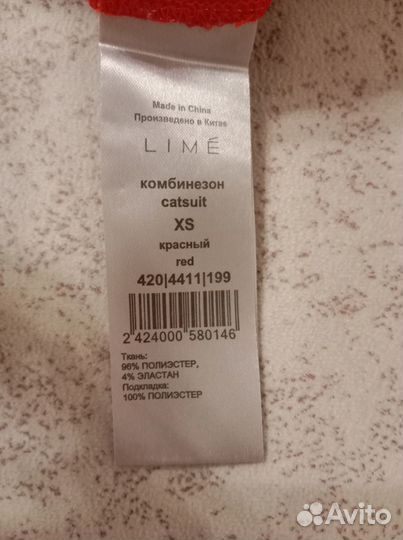 Made in China
Произведено в Китае
LIMÉ
комбинезон
catsuit
XS
красный
red
420|4411|199
2 424000 580146
Ткань:
96% ПОЛИЭСТЕР,
4% ЭЛАСТАН
Подкладка:
100% ПОЛИЭСТЕР
Avito